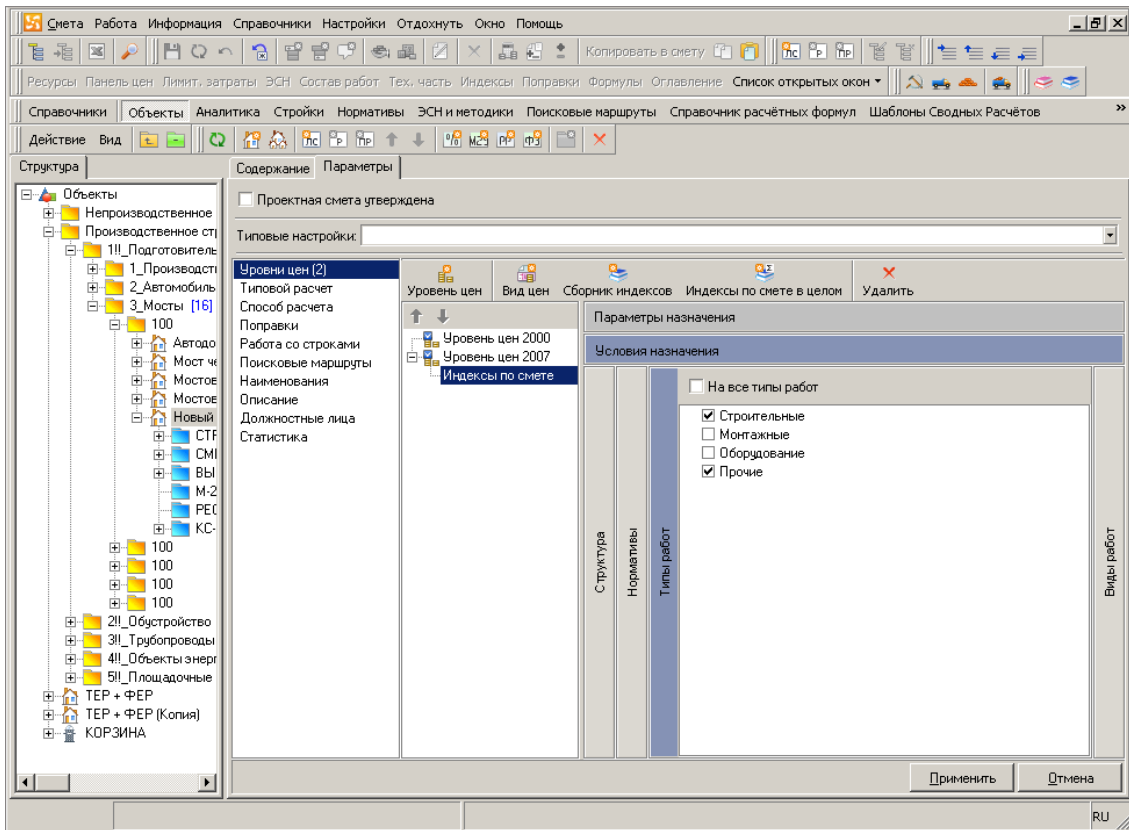 Смета Работа Информация Справочники Настройки Отдохнуть Окно Помощь
Копировать в смету
Ресурсы Панель цен Лимит. затраты ЭСН Состав работ Тех. часть Индексы Поправки Формулы Оглавление Список открытых окон
Справочники Объекты Аналитика Стройки Нормативы ЭСН и методики Поисковые маршруты Справочник расчётных формул Шаблоны Сводных Расчётов »
Действие Вид
Структура
Содержание Параметры
Объекты
Непроизводственное
Производственное стр
1!!_Подготовитель
1_Производст
2_Автомобиль
3_Мосты [16]
100
Автодо
Мост че
Мостов
Мостов
Новый
СТР
СМЕ
ВЫ
М-2
РЕС
КС-
100
100
100
100
2!!_Обустройство
3!!_Трубопроводы
4!!_Объекты энерг
5!!_Площадочные
ТЕР + ФЕР
ТЕР + ФЕР (Копия)
КОРЗИНА
Проектная смета утверждена
Типовые настройки:
Уровни цен (2)
Типовой расчет
Способ расчета
Поправки
Работа со строками
Поисковые маршруты
Наименования
Описание
Должностные лица
Статистика
Уровень цен Вид цен Сборник индексов Индексы по смете в целом Удалить
Уровень цен 2000
Уровень цен 2007
Индексы по смете
Параметры назначения
Условия назначения
Структура
Нормативы
Типы работ
На все типы работ
Строительные
Монтажные
Оборудование
Прочие
Виды работ
Применить Отмена
RU